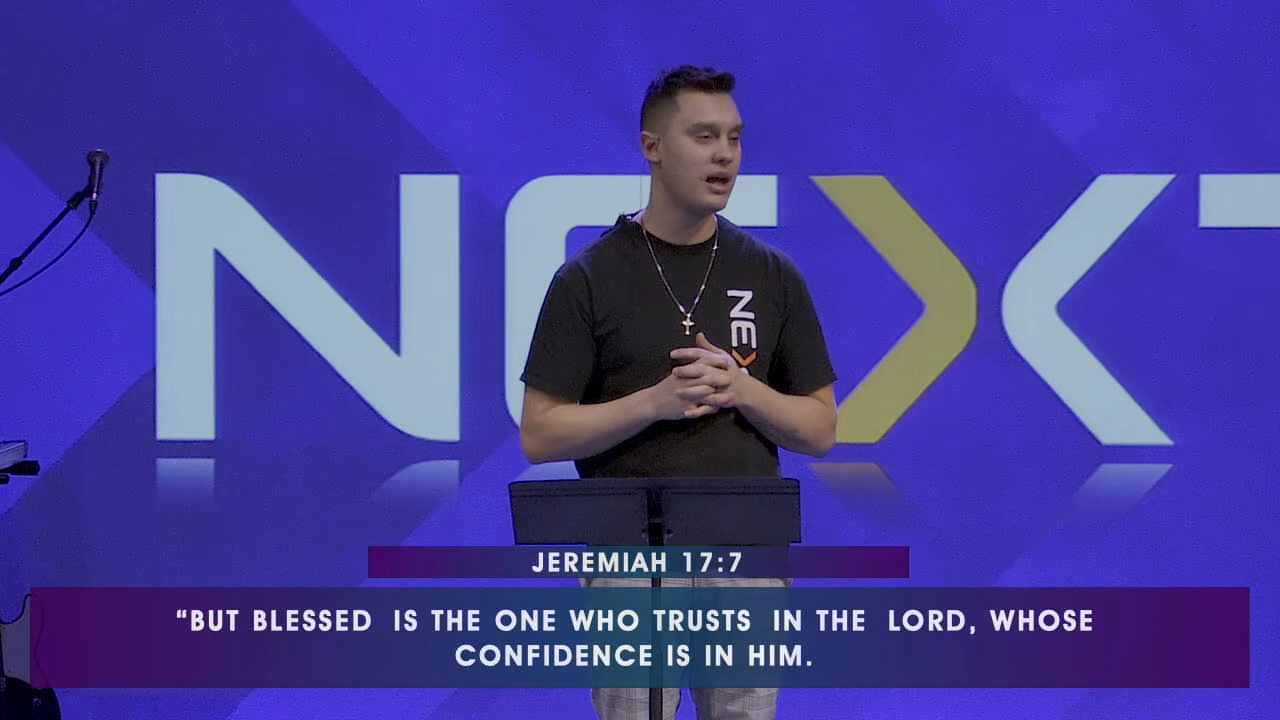 NEXT
NEX
JEREMIAH 17:7
“BUT BLESSED IS THE ONE WHO TRUSTS IN THE LORD, WHOSE
CONFIDENCE IS IN HIM.